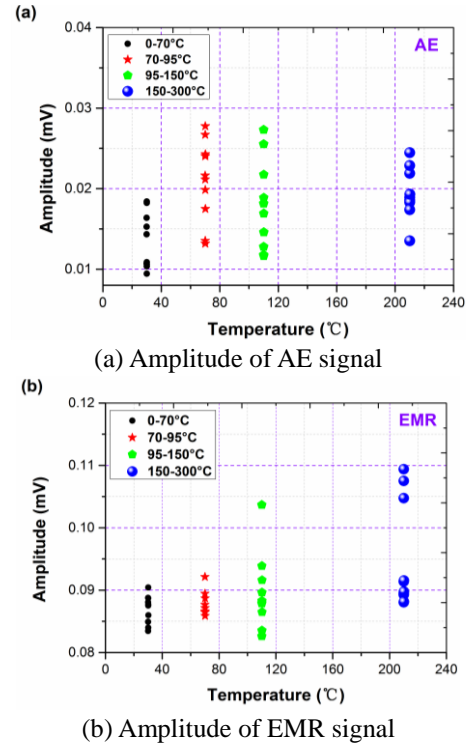 (a)
AE
0-70°C
70-95°C
95-150°C
150-300°C
0.04
0.03
0.02
0.01
Amplitude (mV)
0 40 80 120 160 200 240
Temperature (℃)
(a) Amplitude of AE signal
(b)
EMR
0-70°C
70-95°C
95-150°C
150-300°C
0.12
0.11
0.10
0.09
0.08
Amplitude (mV)
0 40 80 120 160 200 240
Temperature (℃)
(b) Amplitude of EMR signal